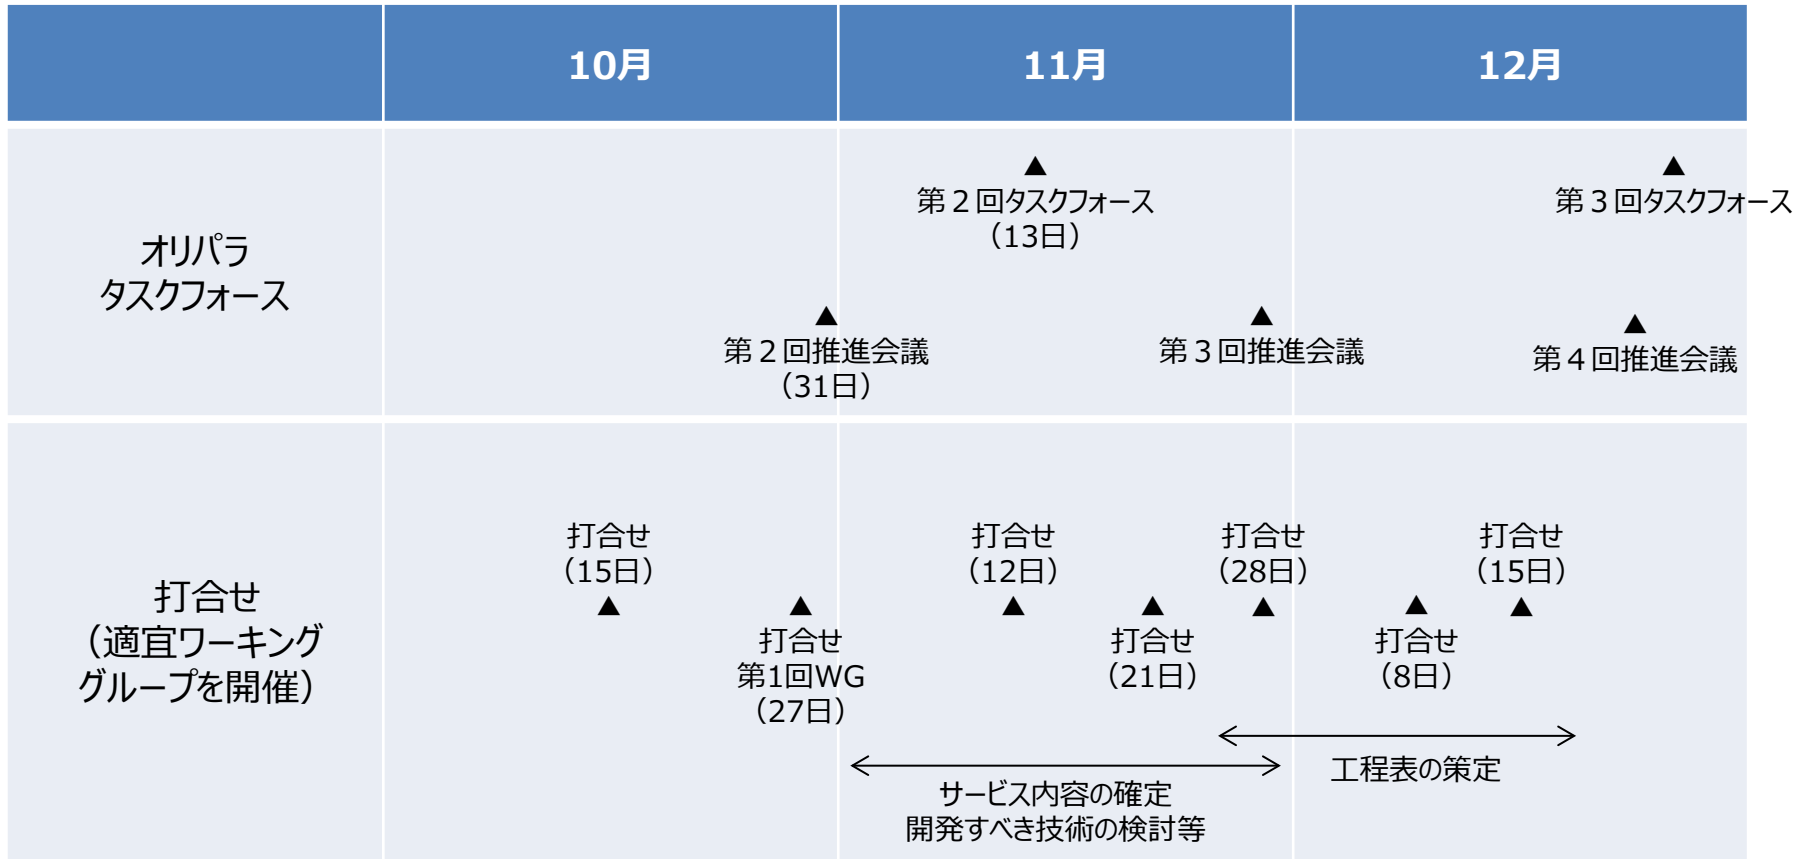 10月
11月
12月
オリパラ
タスクフォース
▲
第２回タスクフォース
（13日）
▲
第３回タスクフォース
▲
第２回推進会議
（31日）
▲
第３回推進会議
▲
第４回推進会議
打合せ
（適宜ワーキング
グループを開催）
打合せ
（15日）
▲
▲
打合せ
第1回WG
（27日）
打合せ
（12日）
▲
▲
打合せ
（21日）
打合せ
（28日）
▲
▲
打合せ
（8日）
打合せ
（15日）
▲
サービス内容の確定
開発すべき技術の検討等
工程表の策定